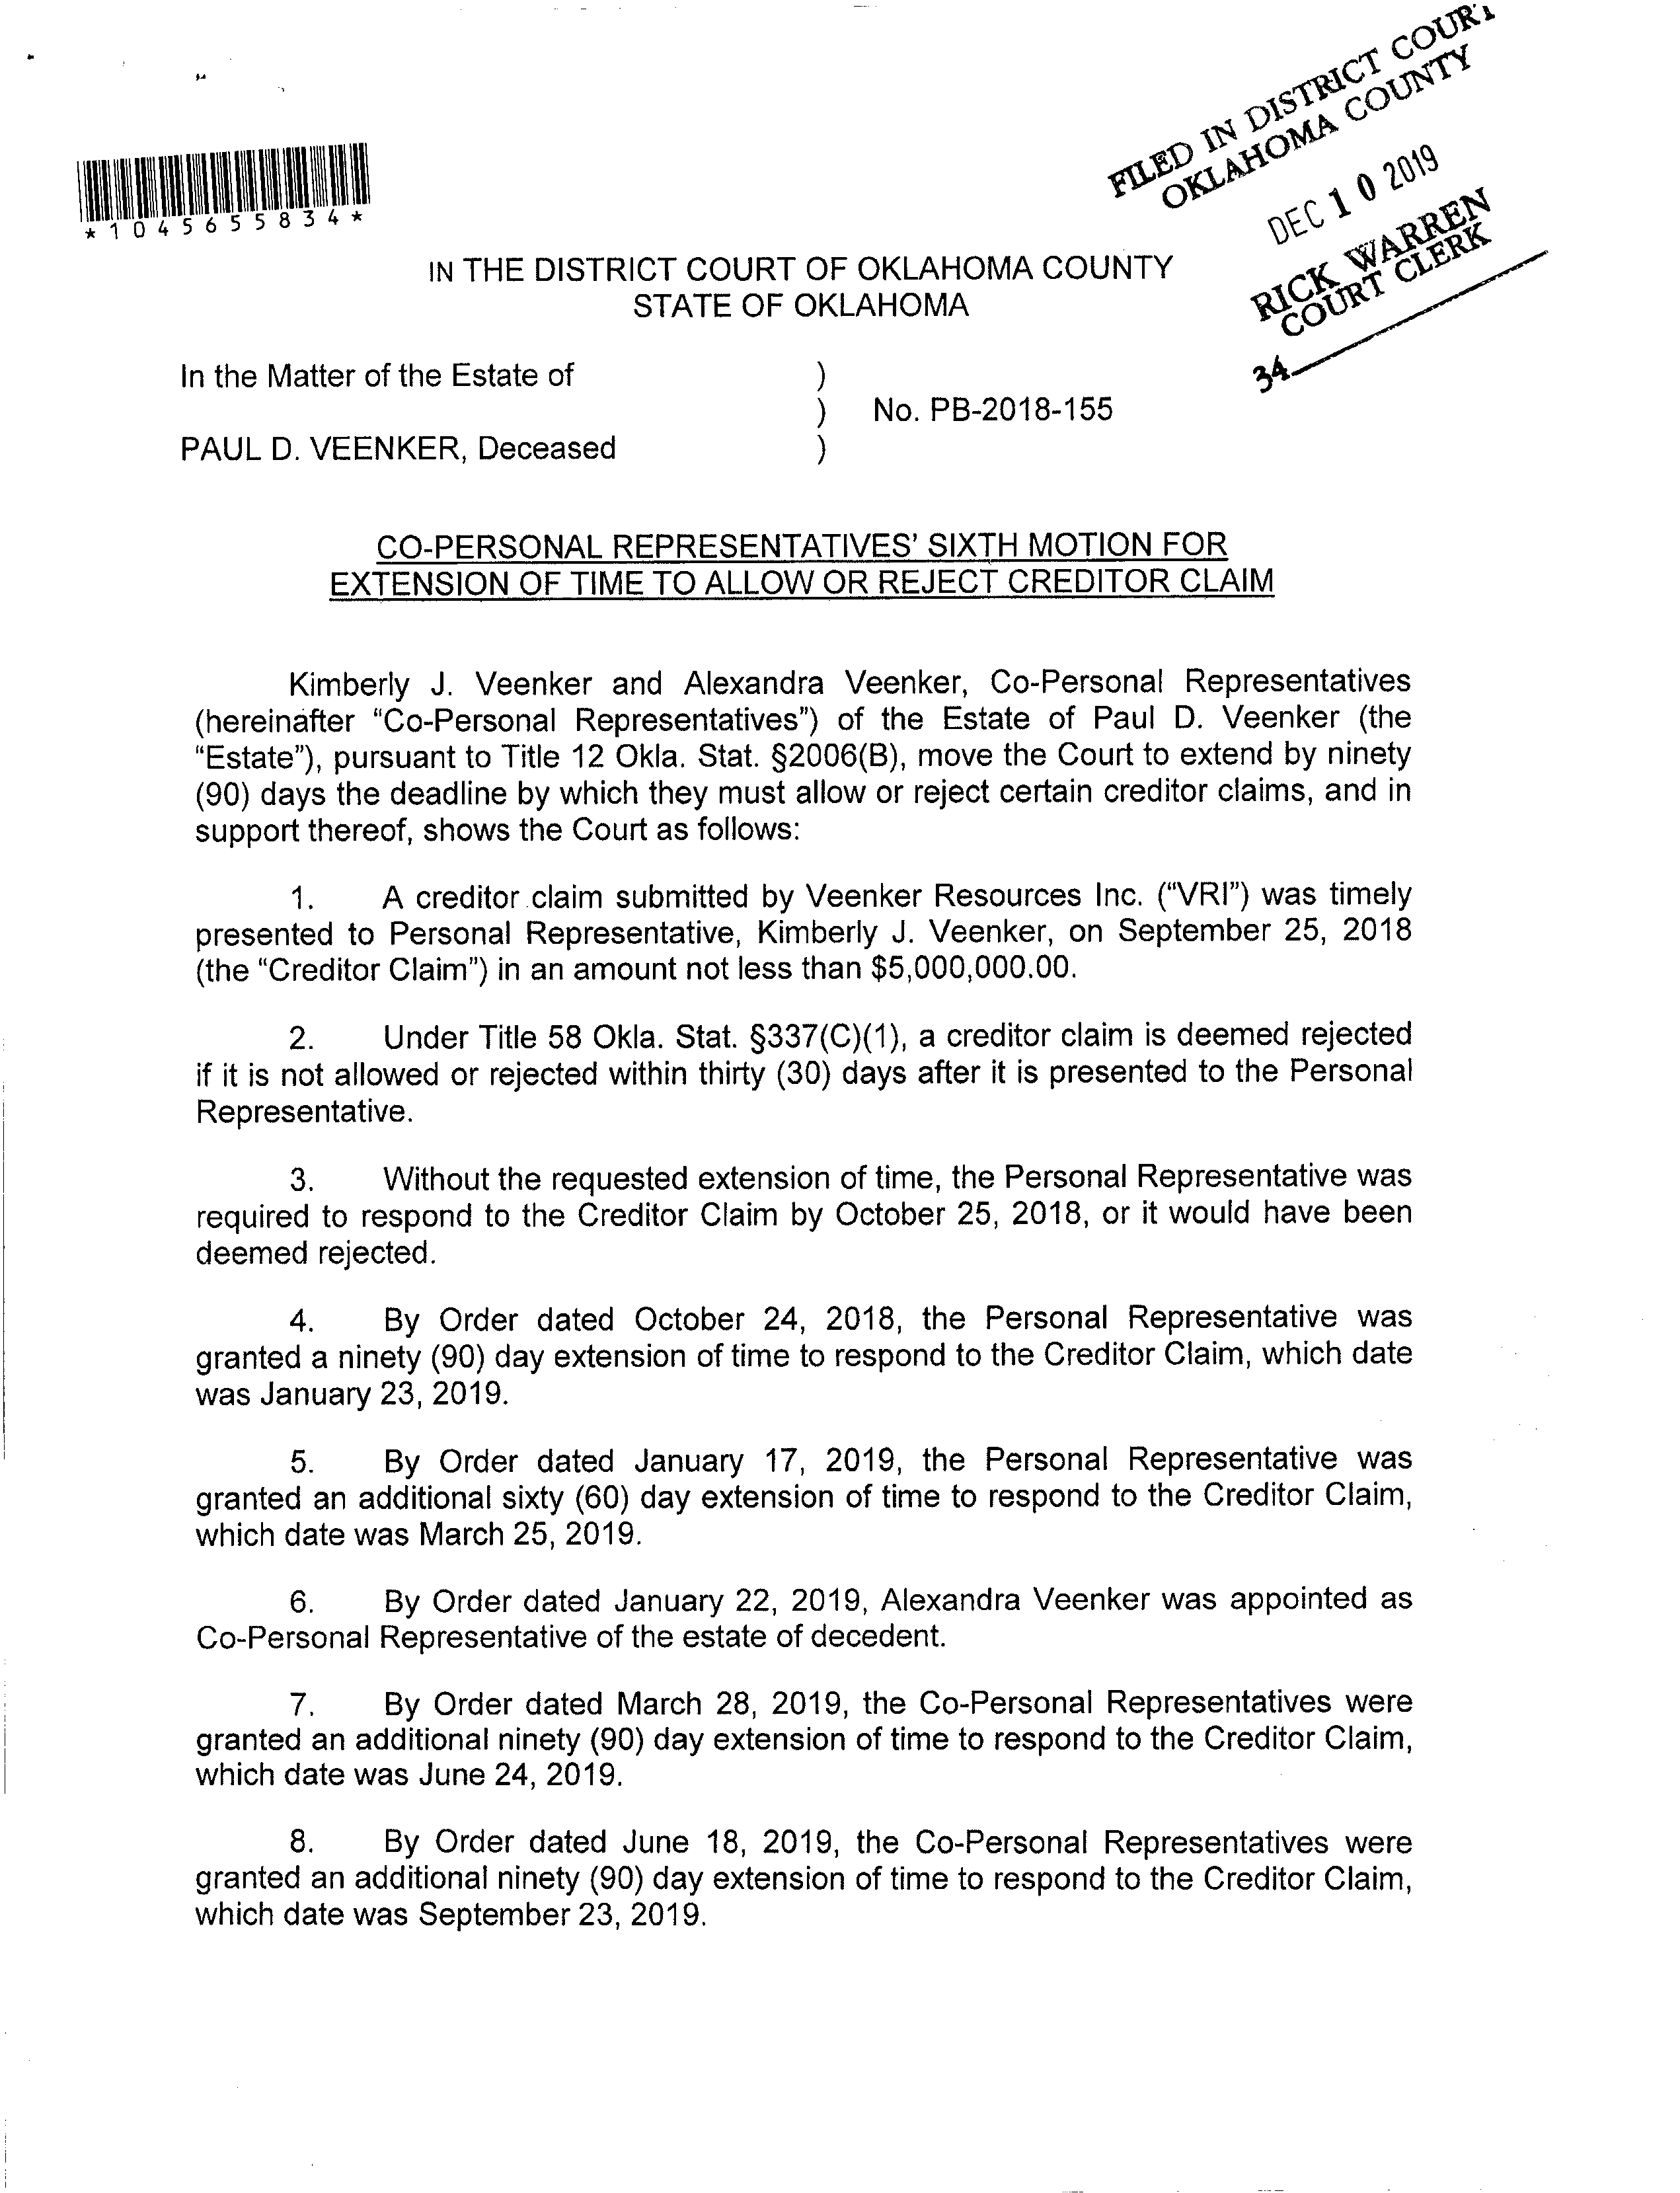 FILED IN DISTRICT COURT
OKLAHOMA COUNTY
DEC 10 2019
RICK WARREN
COURT CLERK
34
*1045655834*
IN THE DISTRICT COURT OF OKLAHOMA COUNTY
STATE OF OKLAHOMA
In the Matter of the Estate of )
) No. PB-2018-155
PAUL D. VEENKER, Deceased )
CO-PERSONAL REPRESENTATIVES' SIXTH MOTION FOR
EXTENSION OF TIME TO ALLOW OR REJECT CREDITOR CLAIM
Kimberly J. Veenker and Alexandra Veenker, Co-Personal Representatives
(hereinafter "Co-Personal Representatives") of the Estate of Paul D. Veenker (the
"Estate"), pursuant to Title 12 Okla. Stat. §2006(B), move the Court to extend by ninety
(90) days the deadline by which they must allow or reject certain creditor claims, and in
support thereof, shows the Court as follows:
1. A creditor claim submitted by Veenker Resources Inc. ("VRI") was timely
presented to Personal Representative, Kimberly J. Veenker, on September 25, 2018
(the "Creditor Claim") in an amount not less than $5,000,000.00.
2. Under Title 58 Okla. Stat. §337(C)(1), a creditor claim is deemed rejected
if it is not allowed or rejected within thirty (30) days after it is presented to the Personal
Representative.
3. Without the requested extension of time, the Personal Representative was
required to respond to the Creditor Claim by October 25, 2018, or it would have been
deemed rejected.
4. By Order dated October 24, 2018, the Personal Representative was
granted a ninety (90) day extension of time to respond to the Creditor Claim, which date
was January 23, 2019.
5. By Order dated January 17, 2019, the Personal Representative was
granted an additional sixty (60) day extension of time to respond to the Creditor Claim,
which date was March 25, 2019.
6. By Order dated January 22, 2019, Alexandra Veenker was appointed as
Co-Personal Representative of the estate of decedent.
7. By Order dated March 28, 2019, the Co-Personal Representatives were
granted an additional ninety (90) day extension of time to respond to the Creditor Claim,
which date was June 24, 2019.
8. By Order dated June 18, 2019, the Co-Personal Representatives were
granted an additional ninety (90) day extension of time to respond to the Creditor Claim,
which date was September 23, 2019.